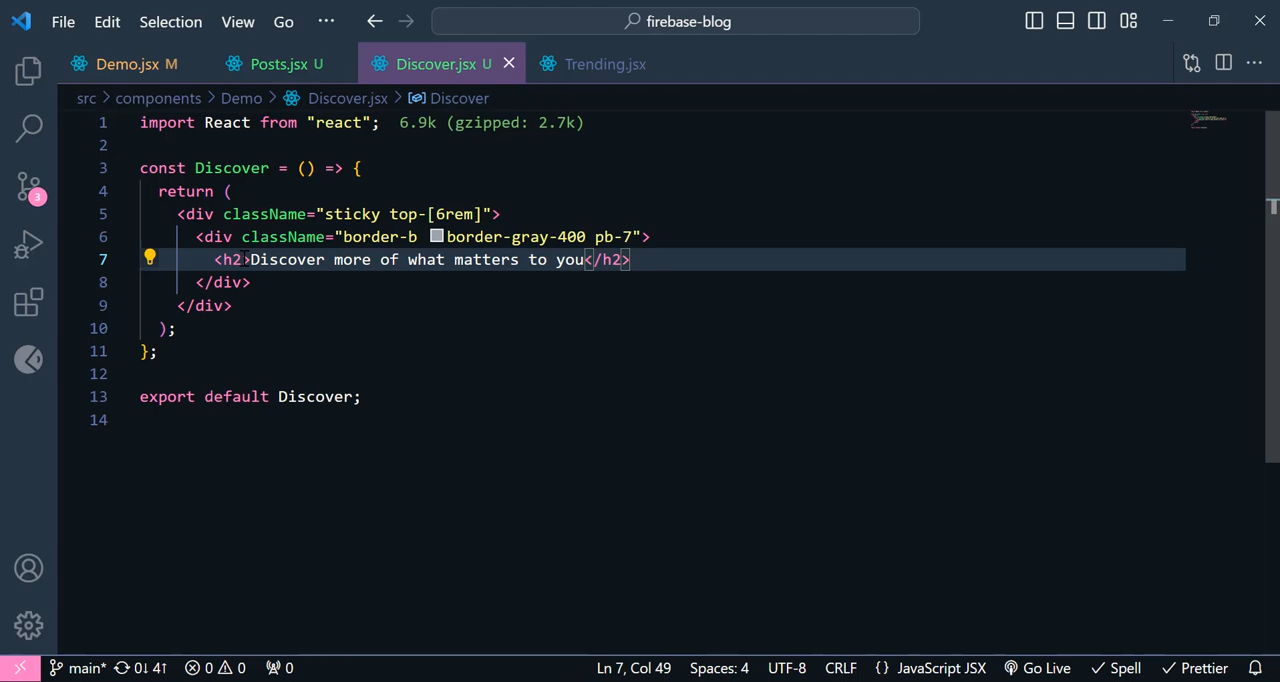 File Edit Selection View Go ··· firebase-blog
Demo.jsx M Posts.jsx U Discover.jsx U Trending.jsx
src > components > Demo > Discover.jsx > Discover
1 import React from "react"; 6.9k (gzipped: 2.7k)
2
3 const Discover = () => {
4 return (
5 <div className="sticky top-[6rem]">
6 <div className="border-b border-gray-400 pb-7">
7 <h2>Discover more of what matters to you</h2>
8 </div>
9 </div>
10 );
11 };
12
13 export default Discover;
14
3
main* 0↓ 4↑ 0 0 0 Ln 7, Col 49 Spaces: 4 UTF-8 CRLF {} JavaScript JSX Go Live Spell Prettier